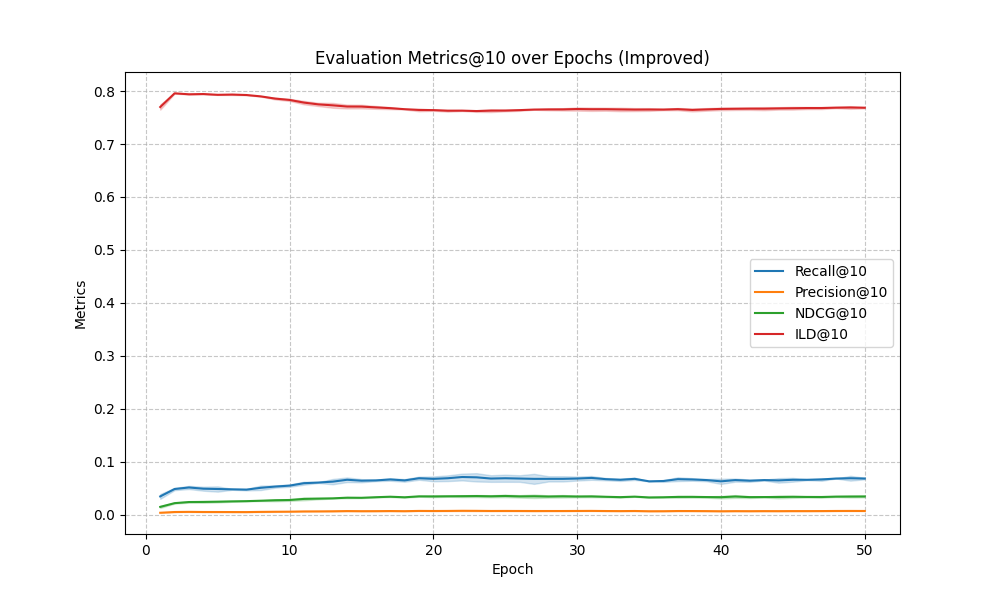 Evaluation Metrics@10 over Epochs (Improved)
0.8
0.7
0.6
0.5
0.4
0.3
0.2
0.1
0.0
Metrics
Recall@10
Precision@10
NDCG@10
ILD@10
0 10 20 30 40 50
Epoch